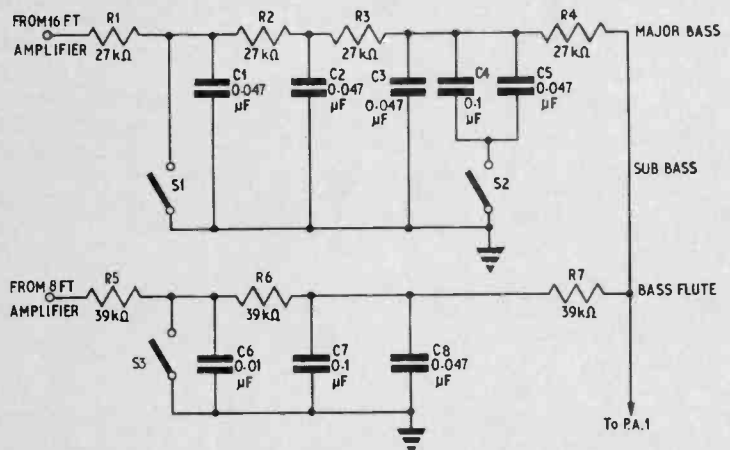 FROM 16 FT
AMPLIFIER
R1
27kΩ
R2
27kΩ
R3
27kΩ
R4
27kΩ
MAJOR BASS
C1
0·047
μF
C2
0·047
μF
C3
0·047
μF
C4
0·1
μF
C5
0·047
μF
S1
S2
SUB BASS
FROM 8 FT
AMPLIFIER
R5
39kΩ
R6
39kΩ
R7
39kΩ
BASS FLUTE
S3
C6
0·01
μF
C7
0·1
μF
C8
0·047
μF
To P.A.1